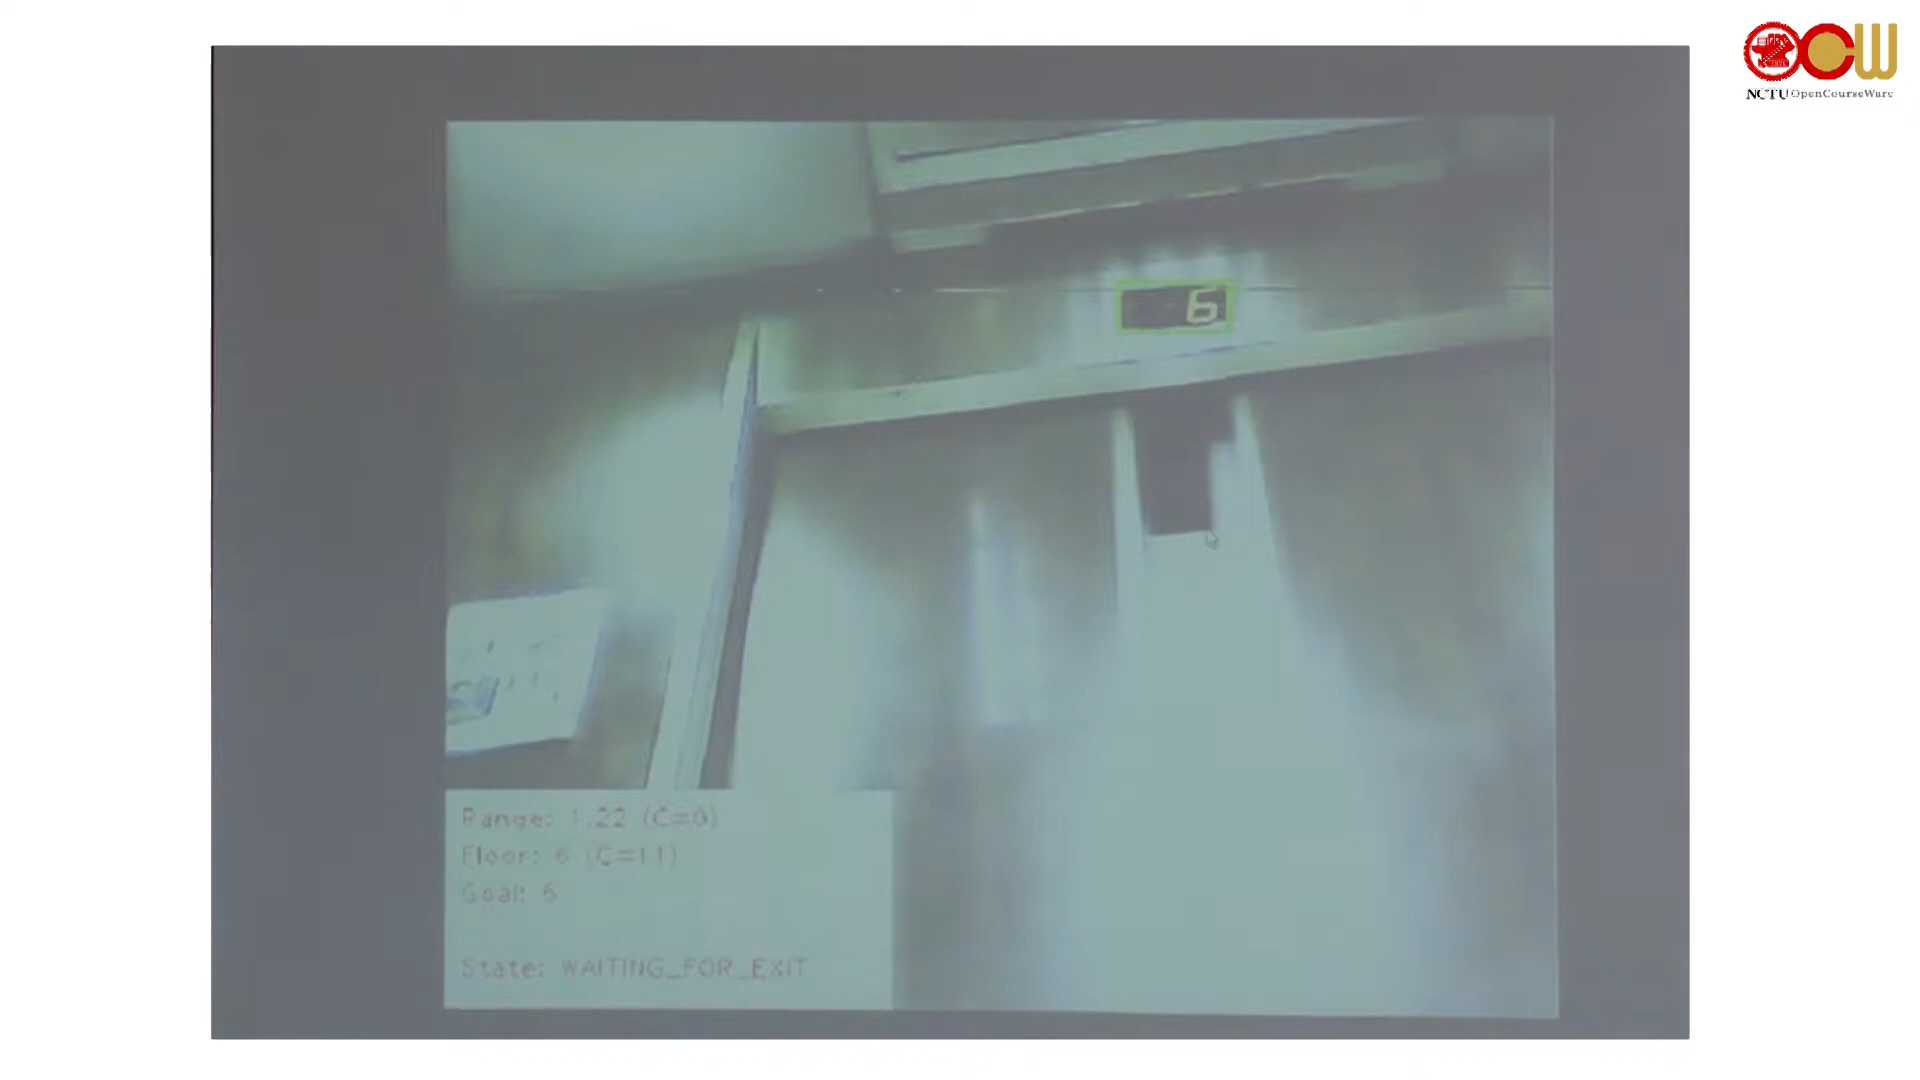 NCTU OpenCourseWare
6
Range: 1.22 (C=0)
Floor: 6 (C=11)
Goal: 6
State: WAITING_FOR_EXIT